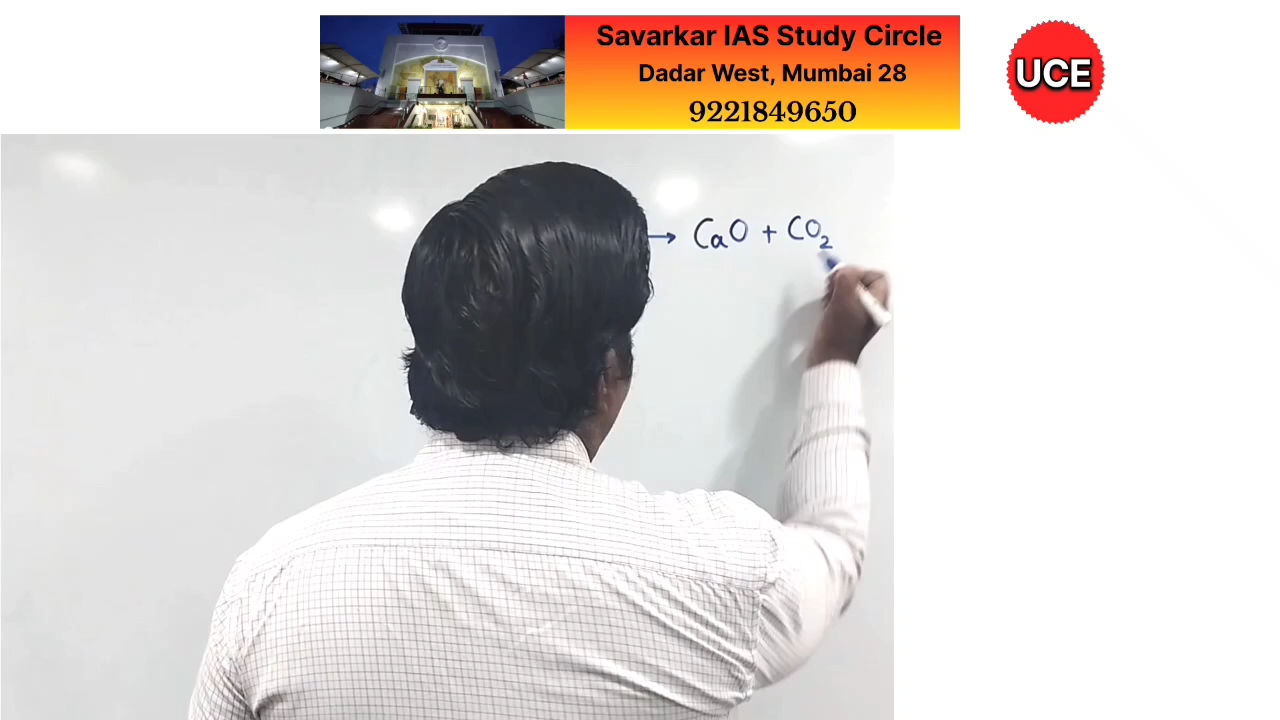 Savarkar IAS Study Circle
Dadar West, Mumbai 28
9221849650
UCE
→ CaO + CO₂